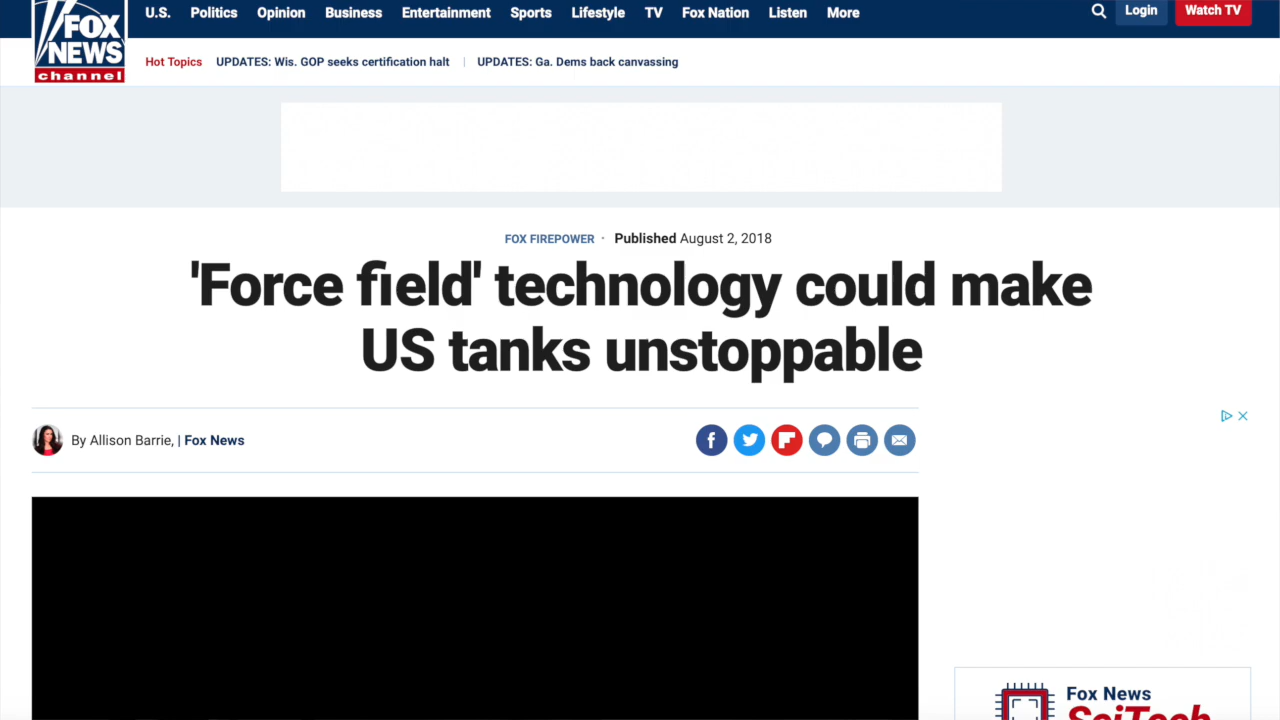 U.S. Politics Opinion Business Entertainment Sports Lifestyle TV Fox Nation Listen More Login Watch TV
FOX
NEWS
channel
Hot Topics UPDATES: Wis. GOP seeks certification halt UPDATES: Ga. Dems back canvassing
FOX FIREPOWER · Published August 2, 2018
'Force field' technology could make
US tanks unstoppable
By Allison Barrie, | Fox News
Fox News
SciTech